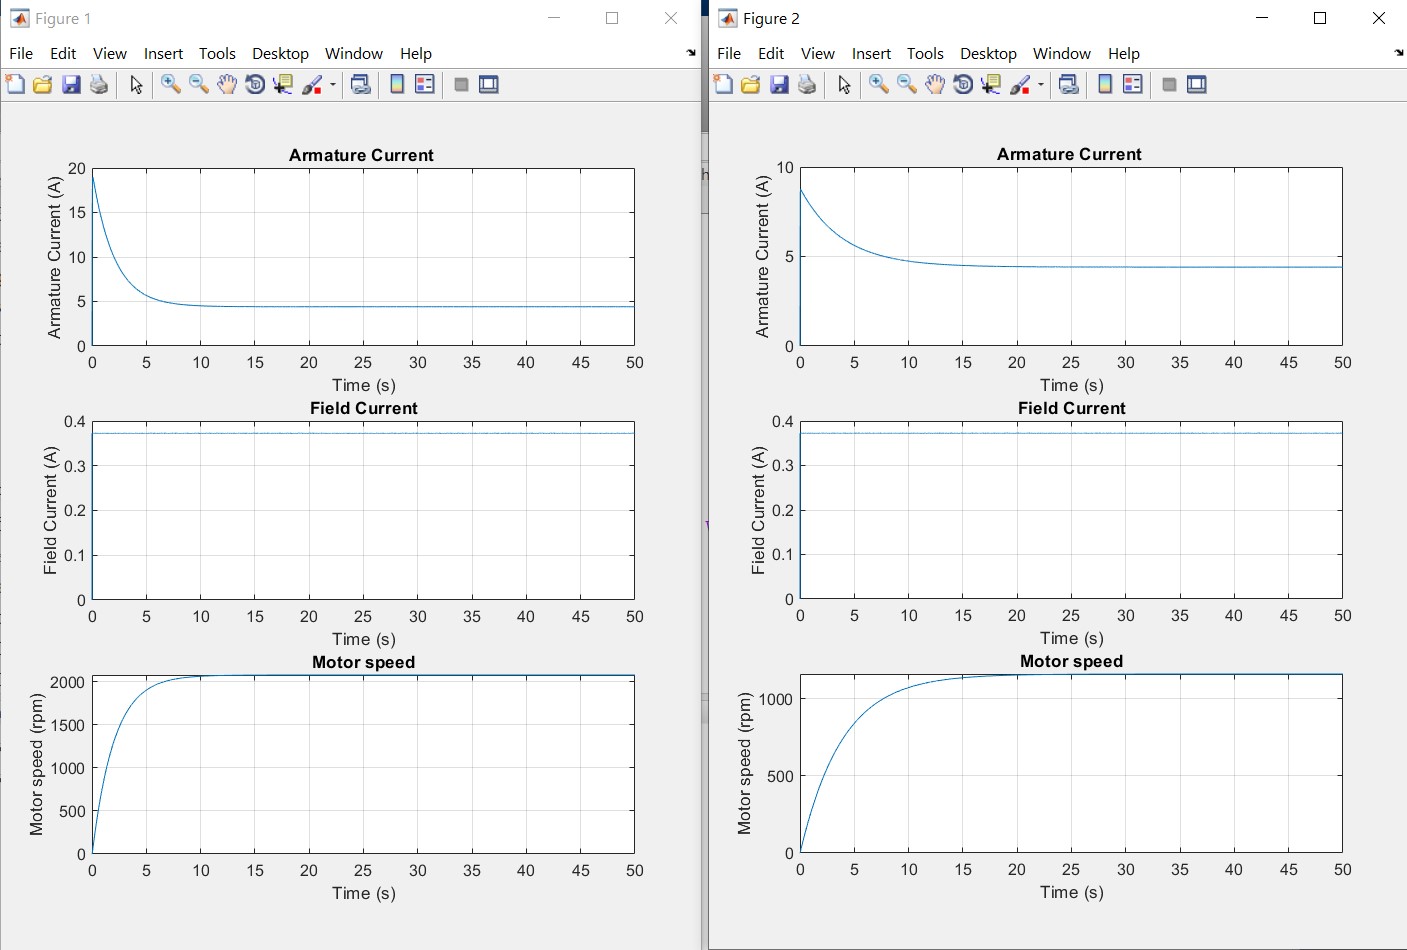 Figure 1
File Edit View Insert Tools Desktop Window Help
Armature Current
Armature Current (A)
20
15
10
5
0
0 5 10 15 20 25 30 35 40 45 50
Time (s)
Field Current
Field Current (A)
0.4
0.3
0.2
0.1
0
0 5 10 15 20 25 30 35 40 45 50
Time (s)
Motor speed
Motor speed (rpm)
2000
1500
1000
500
0
0 5 10 15 20 25 30 35 40 45 50
Time (s)
Figure 2
File Edit View Insert Tools Desktop Window Help
Armature Current
Armature Current (A)
10
5
0
0 5 10 15 20 25 30 35 40 45 50
Time (s)
Field Current
Field Current (A)
0.4
0.3
0.2
0.1
0
0 5 10 15 20 25 30 35 40 45 50
Time (s)
Motor speed
Motor speed (rpm)
1000
500
0
0 5 10 15 20 25 30 35 40 45 50
Time (s)